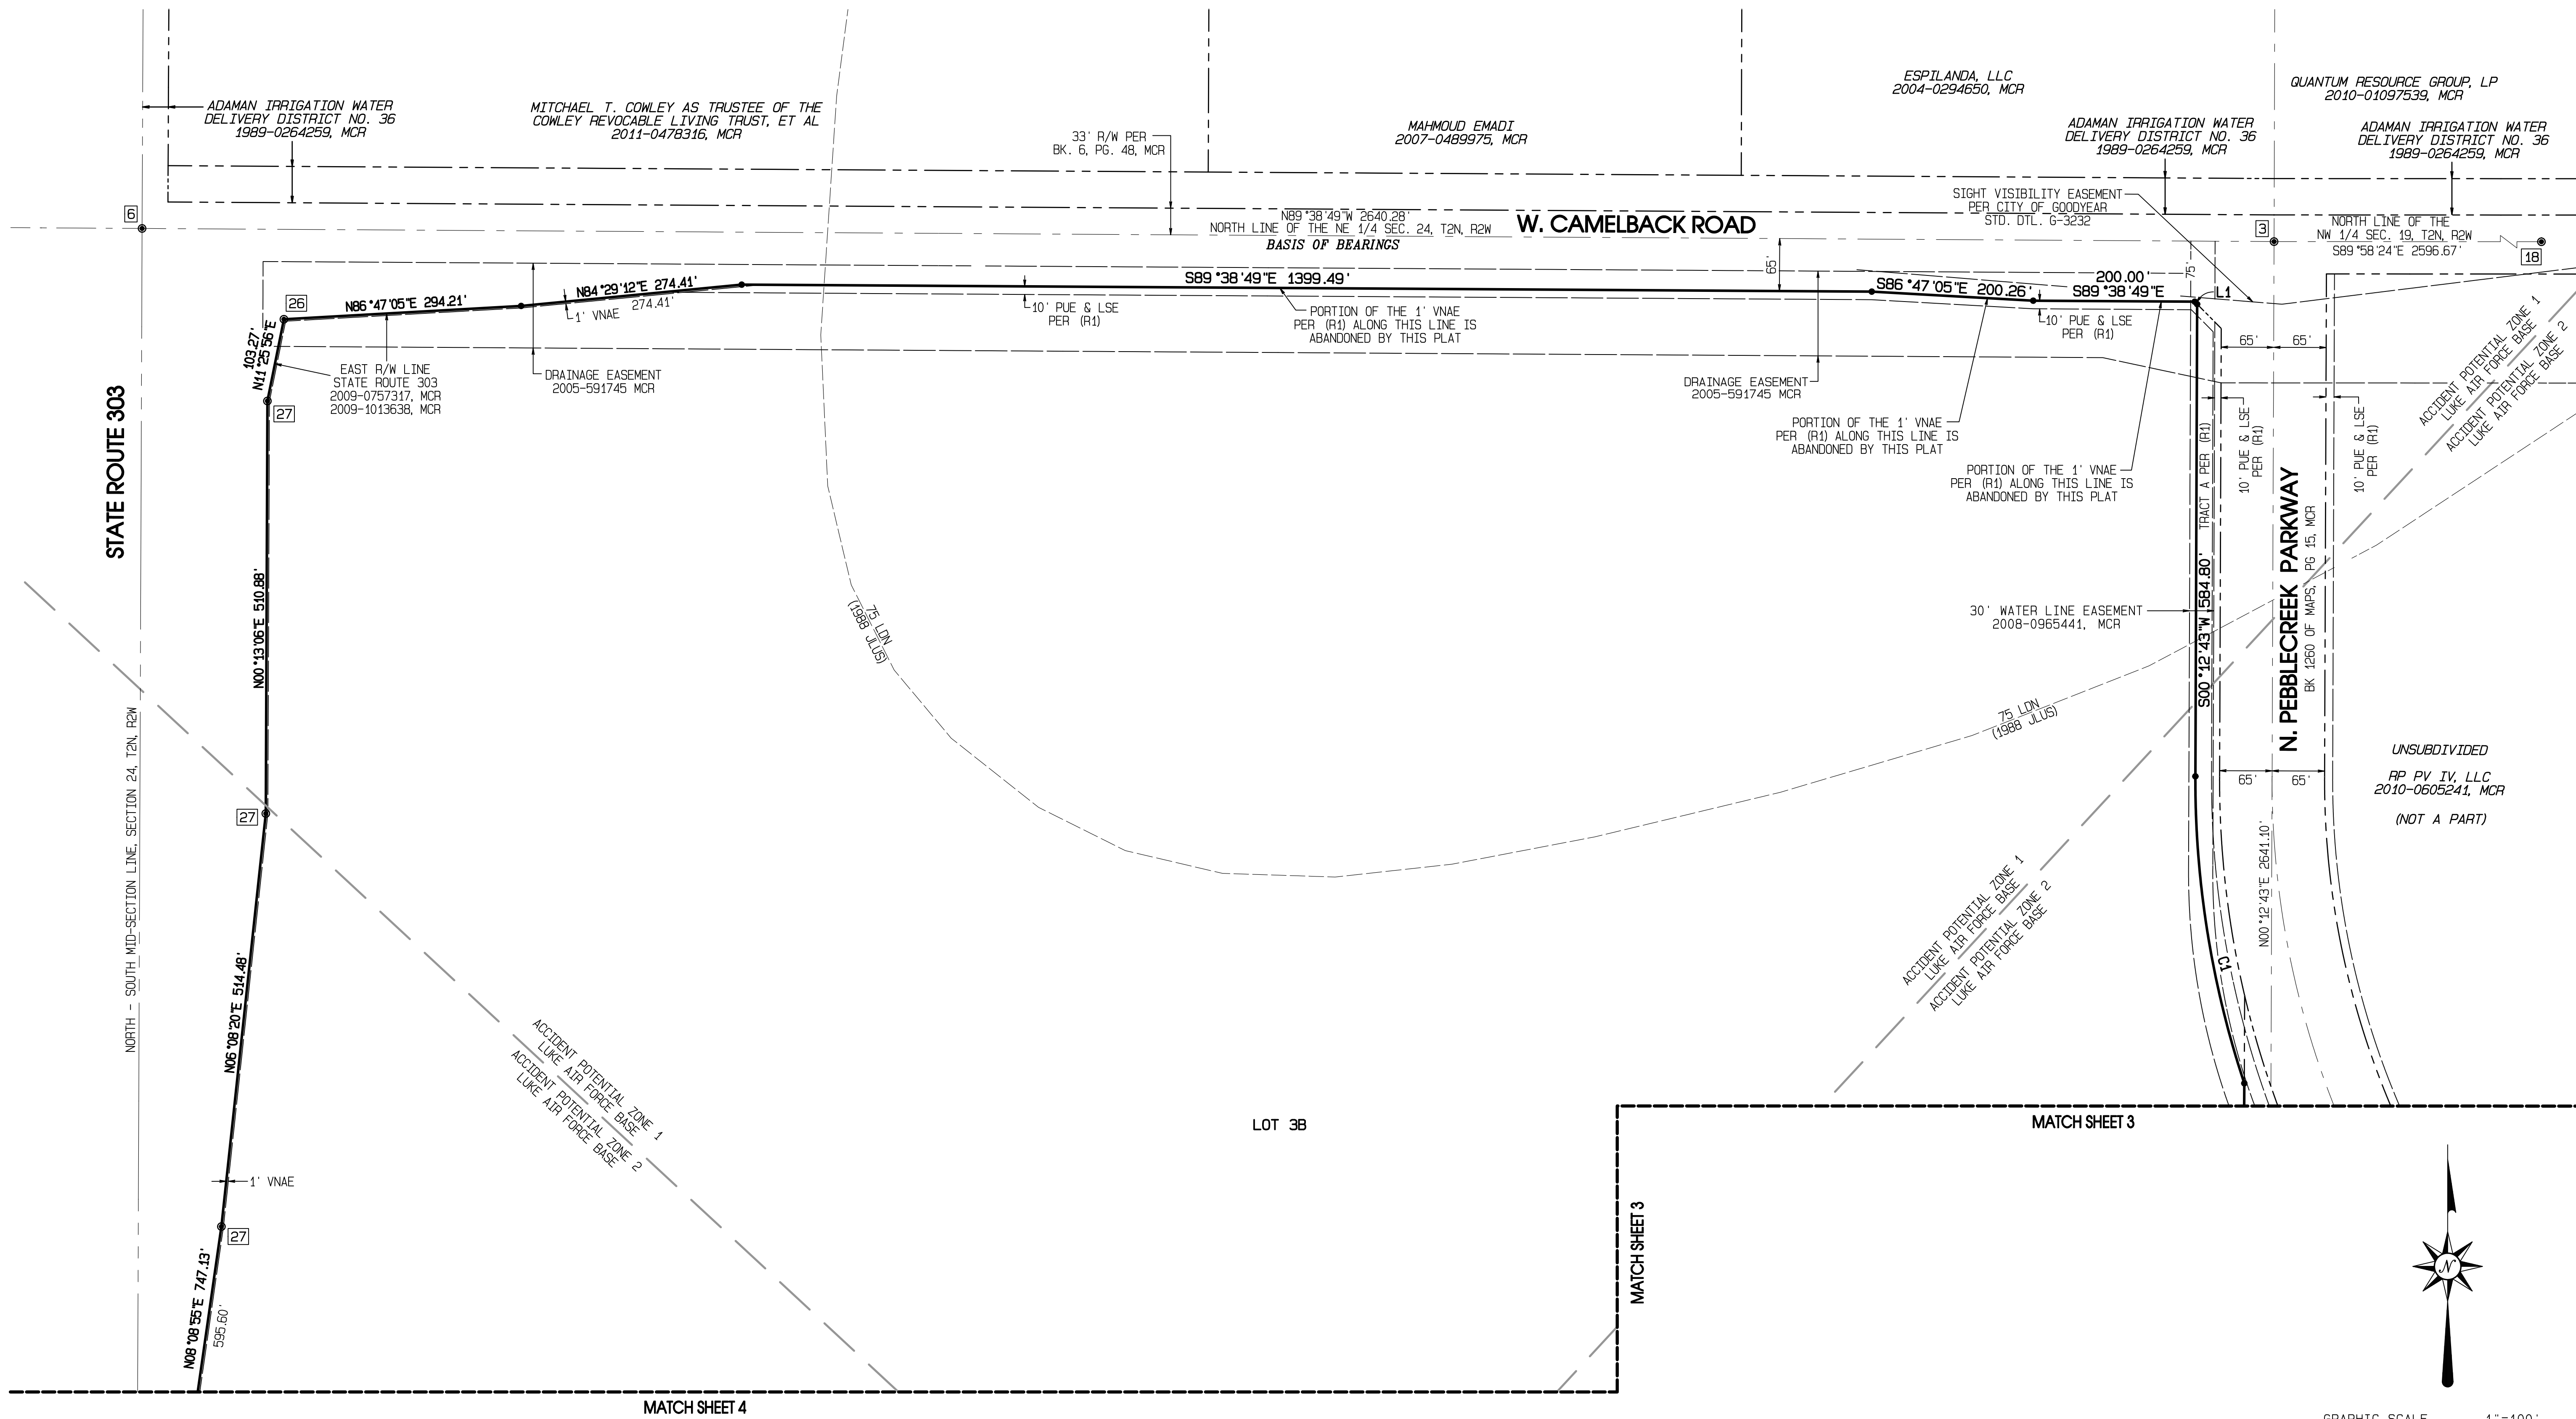 ADAMAN IRRIGATION WATER
DELIVERY DISTRICT NO. 36
1989-0264259, MCR
MITCHAEL T. COWLEY AS TRUSTEE OF THE
COWLEY REVOCABLE LIVING TRUST, ET AL
2011-0478316, MCR
33' R/W PER
BK. 6, PG. 48, MCR
MAHMOUD EMADI
2007-0489975, MCR
ESPILANDA, LLC
2004-0294650, MCR
ADAMAN IRRIGATION WATER
DELIVERY DISTRICT NO. 36
1989-0264259, MCR
QUANTUM RESOURCE GROUP, LP
2010-01097539, MCR
ADAMAN IRRIGATION WATER
DELIVERY DISTRICT NO. 36
1989-0264259, MCR
6
N89°38'49"W 2640.28'
NORTH LINE OF THE NE 1/4 SEC. 24, T2N, R2W
BASIS OF BEARINGS
W. CAMELBACK ROAD
SIGHT VISIBILITY EASEMENT
PER CITY OF GOODYEAR
STD. DTL. G-3232
3
NORTH LINE OF THE
NW 1/4 SEC. 19, T2N, R2W
S89°58'24"E 2596.67'
18
26
N86°47'05"E 294.21'
N84°29'12"E 274.41'
274.41'
1' VNAE
S89°38'49"E 1399.49'
65'
S86°47'05"E 200.26'
200.00'
S89°38'49"E
75'
L1
10' PUE & LSE
PER (R1)
PORTION OF THE 1' VNAE
PER (R1) ALONG THIS LINE IS
ABANDONED BY THIS PLAT
10' PUE & LSE
PER (R1)
103.27'
N11°25'56"E
EAST R/W LINE
STATE ROUTE 303
2009-0757317, MCR
2009-1013638, MCR
DRAINAGE EASEMENT
2005-591745 MCR
DRAINAGE EASEMENT
2005-591745 MCR
27
65'
65'
ACCIDENT POTENTIAL ZONE 1
LUKE AIR FORCE BASE
ACCIDENT POTENTIAL ZONE 2
LUKE AIR FORCE BASE
STATE ROUTE 303
PORTION OF THE 1' VNAE
PER (R1) ALONG THIS LINE IS
ABANDONED BY THIS PLAT
PORTION OF THE 1' VNAE
PER (R1) ALONG THIS LINE IS
ABANDONED BY THIS PLAT
TRACT A PER (R1)
10' PUE & LSE
PER (R1)
10' PUE & LSE
PER (R1)
N. PEBBLECREEK PARKWAY
BK 1260 OF MAPS, PG 15, MCR
N00°13'06"E 510.88'
75 LDN
(1988 JLUS)
30' WATER LINE EASEMENT
2008-0965441, MCR
S00°12'43"W 584.80'
75 LDN
(1988 JLUS)
65'
65'
UNSUBDIVIDED
RP PV IV, LLC
2010-0605241, MCR
(NOT A PART)
27
NORTH - SOUTH MID-SECTION LINE, SECTION 24, T2N, R2W
N00°12'43"E 2641.10'
C1
ACCIDENT POTENTIAL ZONE 1
LUKE AIR FORCE BASE
ACCIDENT POTENTIAL ZONE 2
LUKE AIR FORCE BASE
N06°08'20"E 514.48'
ACCIDENT POTENTIAL ZONE 1
LUKE AIR FORCE BASE
ACCIDENT POTENTIAL ZONE 2
LUKE AIR FORCE BASE
LOT 3B
MATCH SHEET 3
1' VNAE
27
MATCH SHEET 3
N
N08°08'55"E 747.13'
595.60'
MATCH SHEET 4
GRAPHIC SCALE 1"=100'